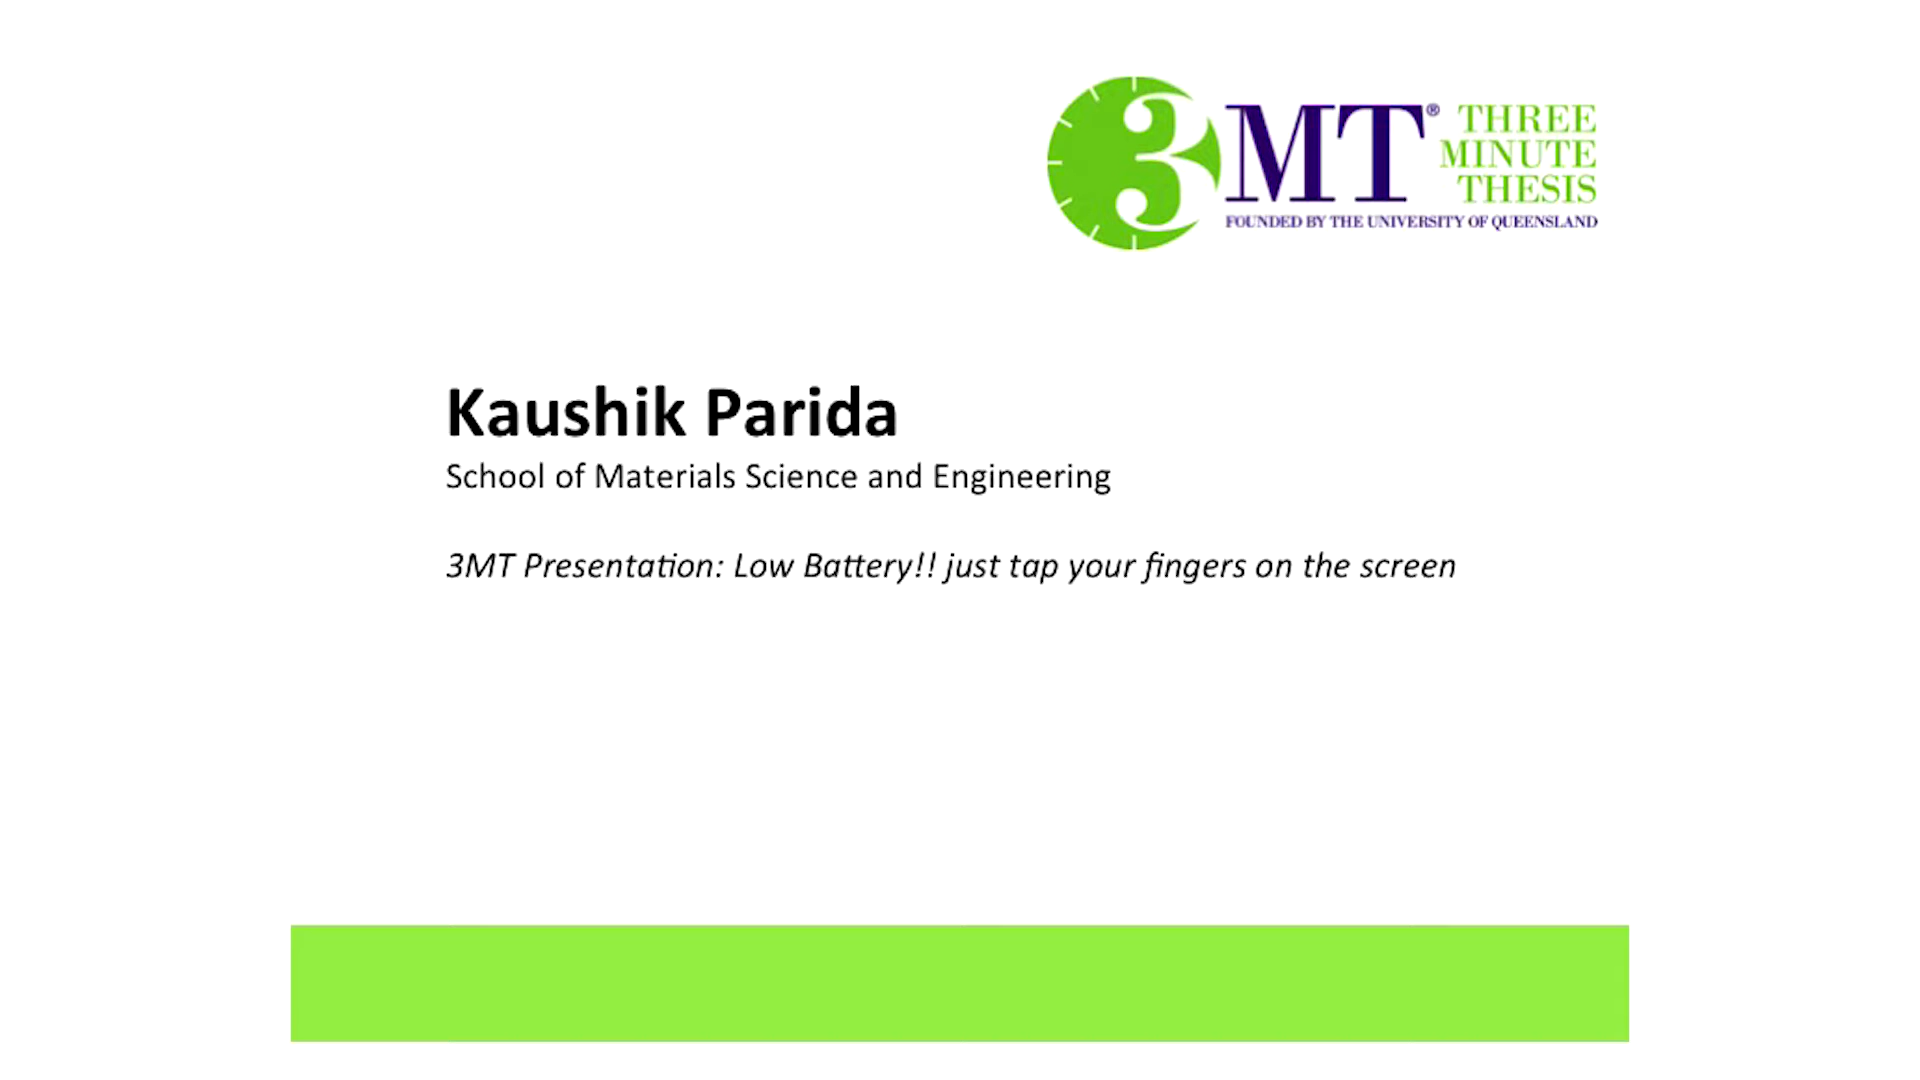 3MT® THREE MINUTE THESIS
FOUNDED BY THE UNIVERSITY OF QUEENSLAND
Kaushik Parida
School of Materials Science and Engineering
3MT Presentation: Low Battery!! just tap your fingers on the screen